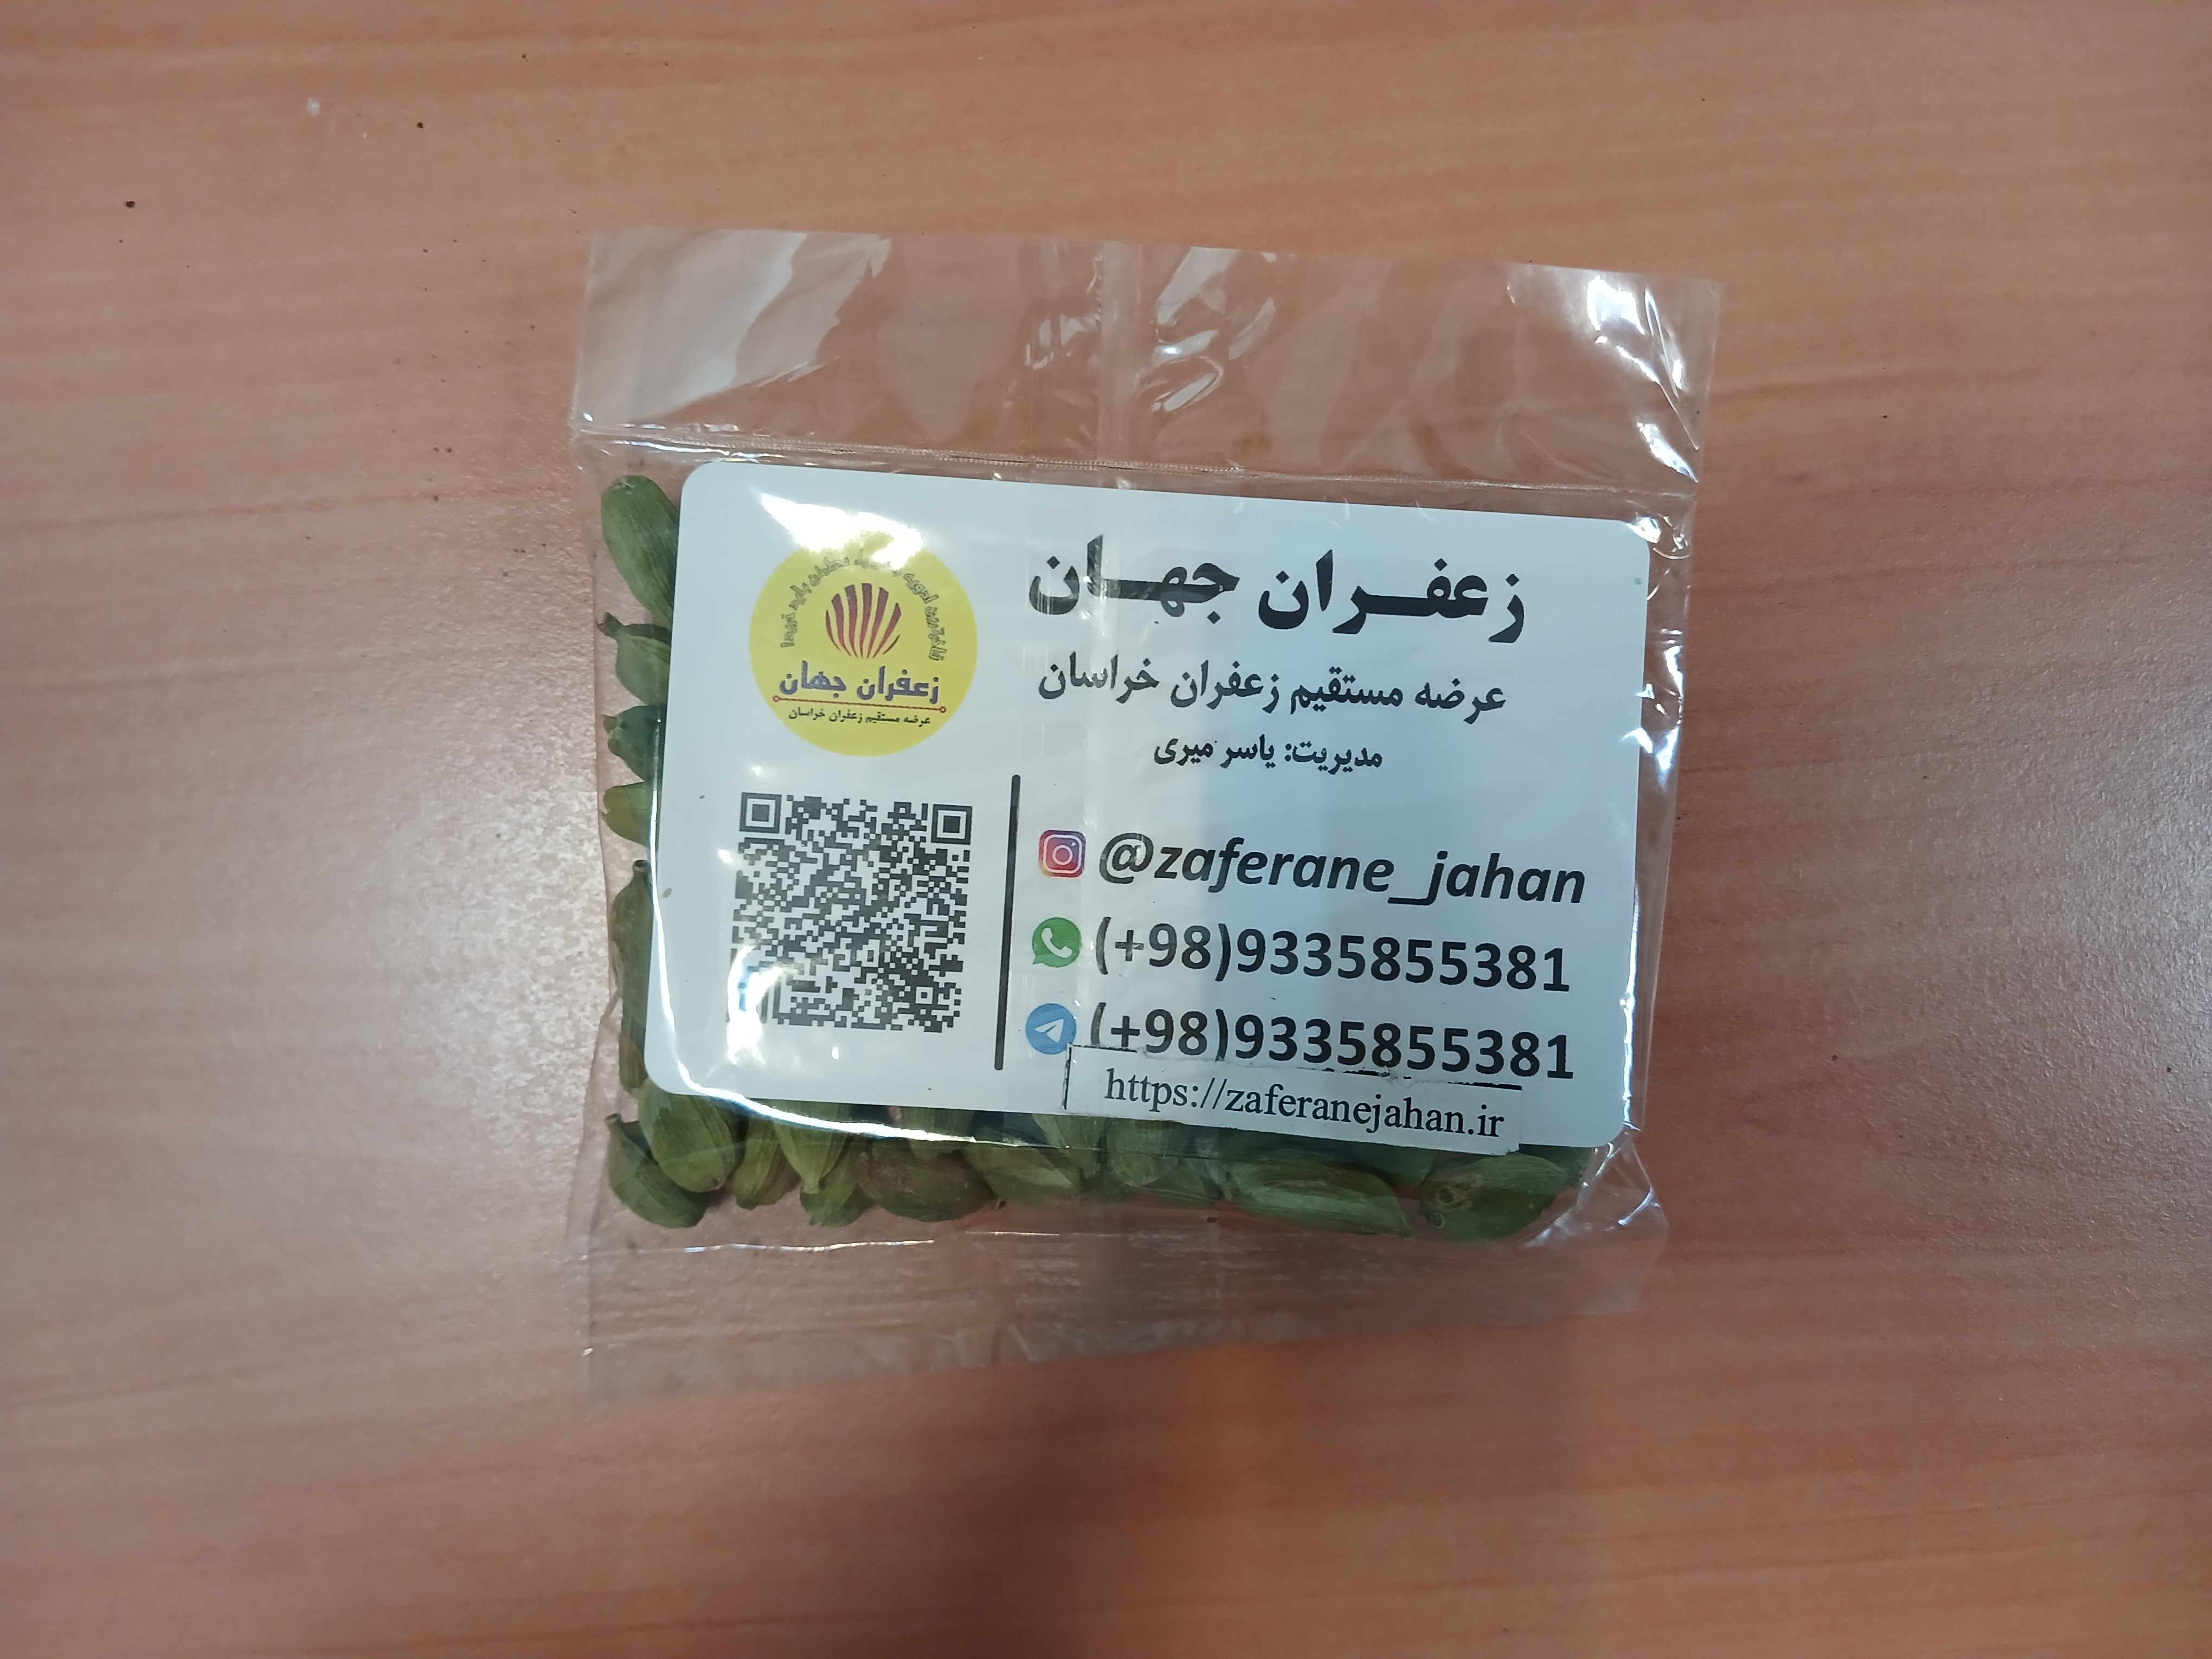 زعفران جهان
عرضه مستقیم زعفران خراسان
مدیریت: یاسر میری
@zaferane_jahan
(+98)9335855381
(+98)9335855381
https://zaferanejahan.ir
زعفران جهان
عرضه مستقیم زعفران خراسان